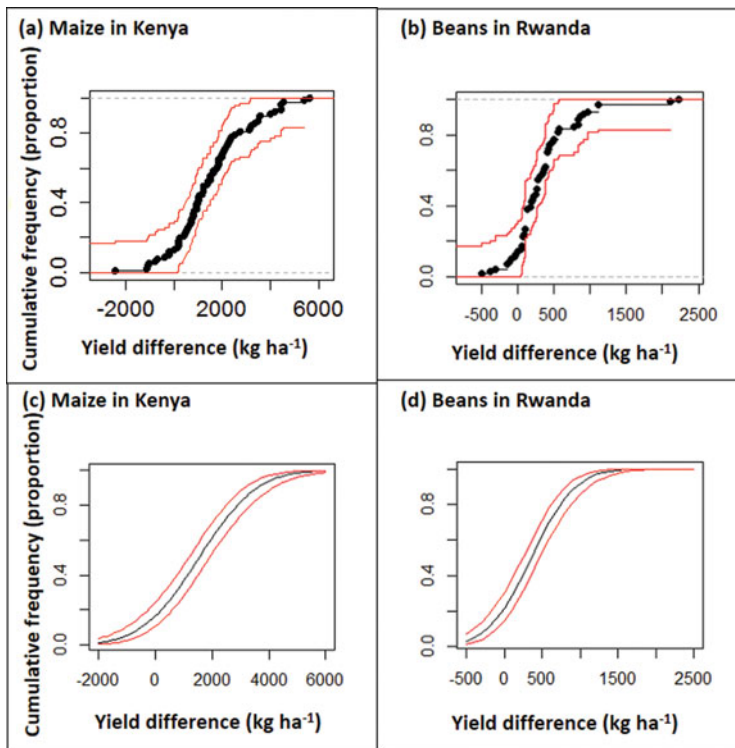 (a) Maize in Kenya
Cumulative frequency (proportion)
0.0 0.4 0.8
-2000 2000 6000
Yield difference (kg ha⁻¹)
(b) Beans in Rwanda
0.0 0.4 0.8
-500 0 500 1500 2500
Yield difference (kg ha⁻¹)
(c) Maize in Kenya
Cumulative frequency (proportion)
0.0 0.4 0.8
-2000 0 2000 4000 6000
Yield difference (kg ha⁻¹)
(d) Beans in Rwanda
0.0 0.4 0.8
-500 0 500 1500 2500
Yield difference (kg ha⁻¹)